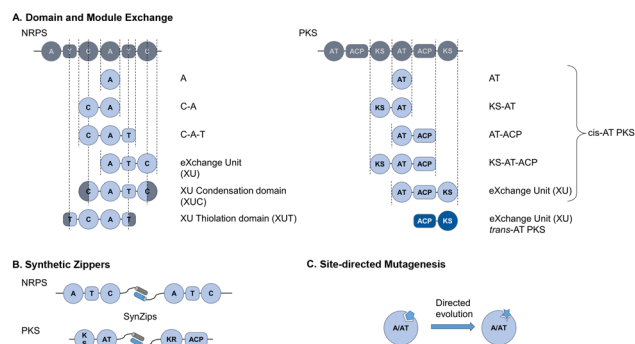 A. Domain and Module Exchange
NRPS
PKS
A T C A T C
AT ACP KS AT ACP KS
A
A
C A
C-A
C A T
C-A-T
A T C
eXchange Unit
(XU)
C A T C
XU Condensation domain
(XUC)
T C A T
XU Thiolation domain (XUT)
AT
AT
KS AT
KS-AT
AT ACP
AT-ACP
KS AT ACP
KS-AT-ACP
AT ACP KS
eXchange Unit (XU)
cis-AT PKS
ACP KS
eXchange Unit (XU)
trans-AT PKS
B. Synthetic Zippers
NRPS
A T C A T C
SynZips
PKS
K
S
AT KR ACP
C. Site-directed Mutagenesis
A/AT
Directed
evolution
A/AT